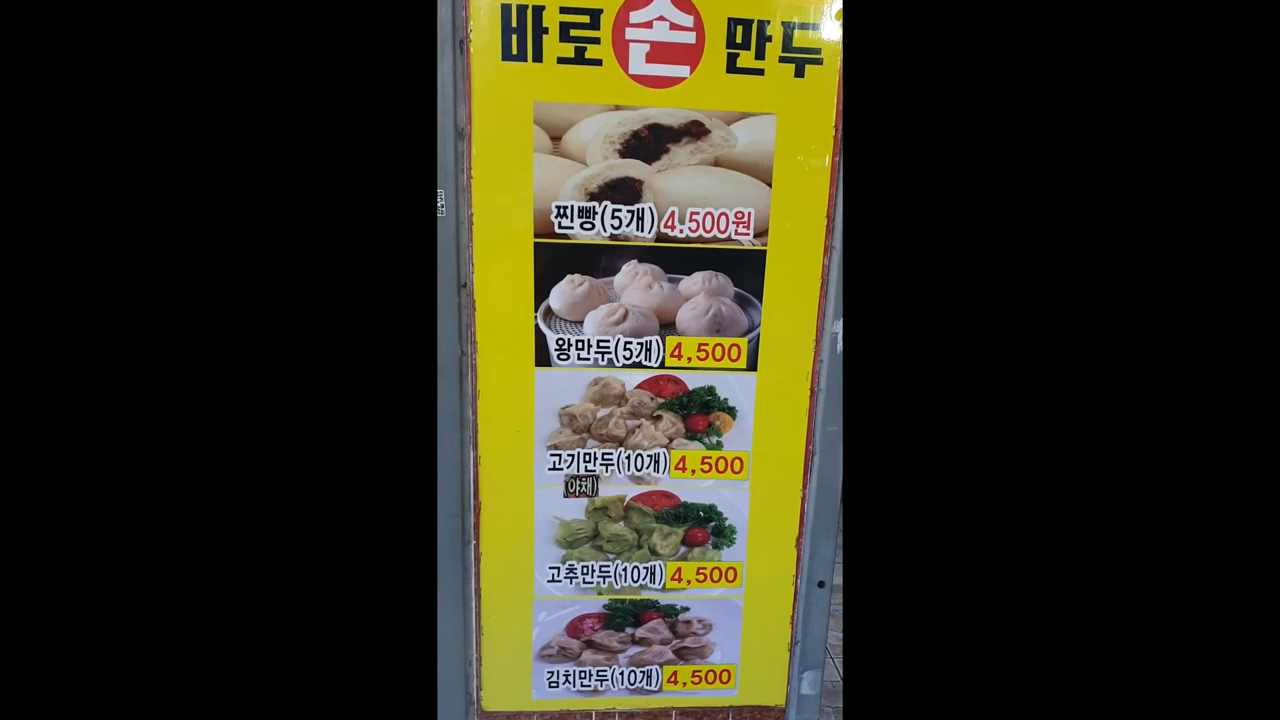 바로 손 만두
찐빵(5개) 4,500원
왕만두(5개) 4,500
고기만두(10개) 4,500
(야채)
고추만두(10개) 4,500
김치만두(10개) 4,500